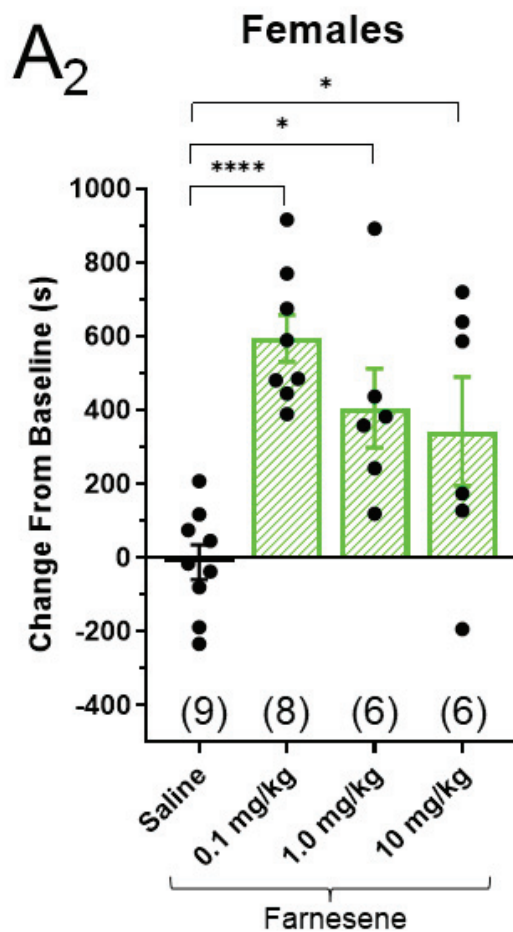 A2
Females
*
*
****
1000
800
600
400
200
0
-200
-400
Change From Baseline (s)
(9) (8) (6) (6)
Saline
0.1 mg/kg
1.0 mg/kg
10 mg/kg
Farnesene